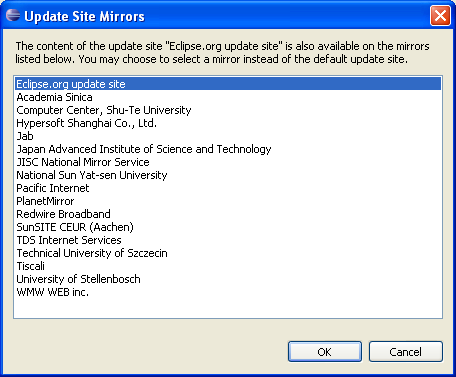 Update Site Mirrors
The content of the update site "Eclipse.org update site" is also available on the mirrors
listed below. You may choose to select a mirror instead of the default update site.
Eclipse.org update site
Academia Sinica
Computer Center, Shu-Te University
Hypersoft Shanghai Co., Ltd.
Jab
Japan Advanced Institute of Science and Technology
JISC National Mirror Service
National Sun Yat-sen University
Pacific Internet
PlanetMirror
Redwire Broadband
SunSITE CEUR (Aachen)
TDS Internet Services
Technical University of Szczecin
Tiscali
University of Stellenbosch
WMW WEB inc.
OK Cancel